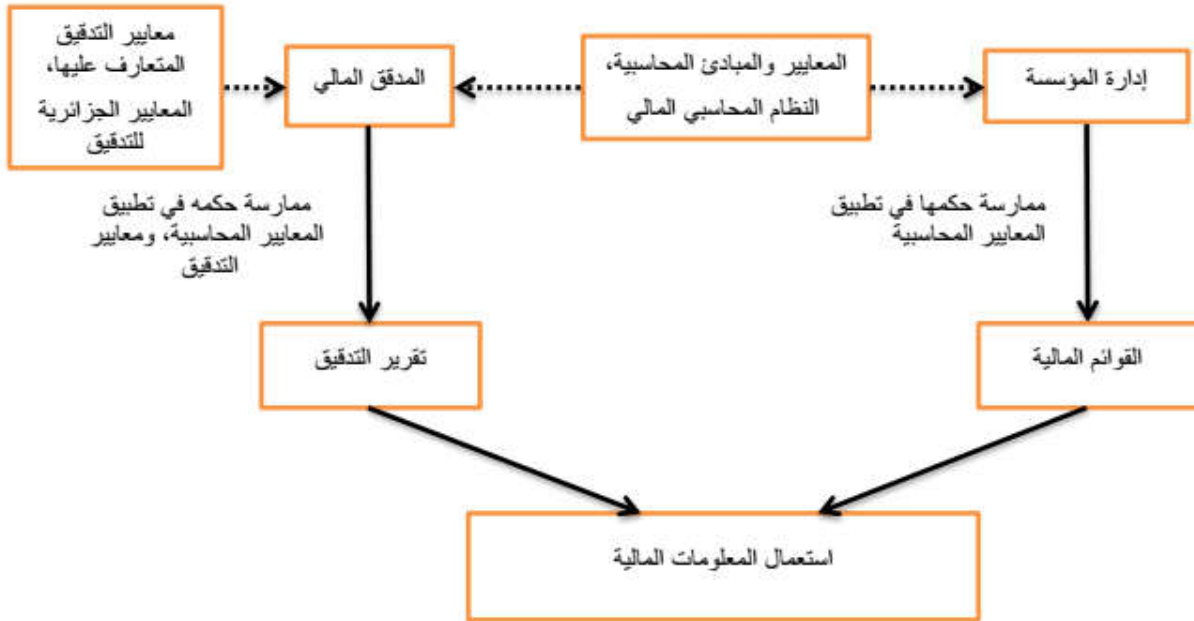 إدارة المؤسسة
المعايير والمبادئ المحاسبية،
النظام المحاسبي المالي
المدقق المالي
معايير التدقيق
المتعارف عليها،
المعايير الجزائرية
للتدقيق
ممارسة حكمها في تطبيق
المعايير المحاسبية
ممارسة حكمه في تطبيق
المعايير المحاسبية، ومعايير
التدقيق
القوائم المالية
تقرير التدقيق
استعمال المعلومات المالية